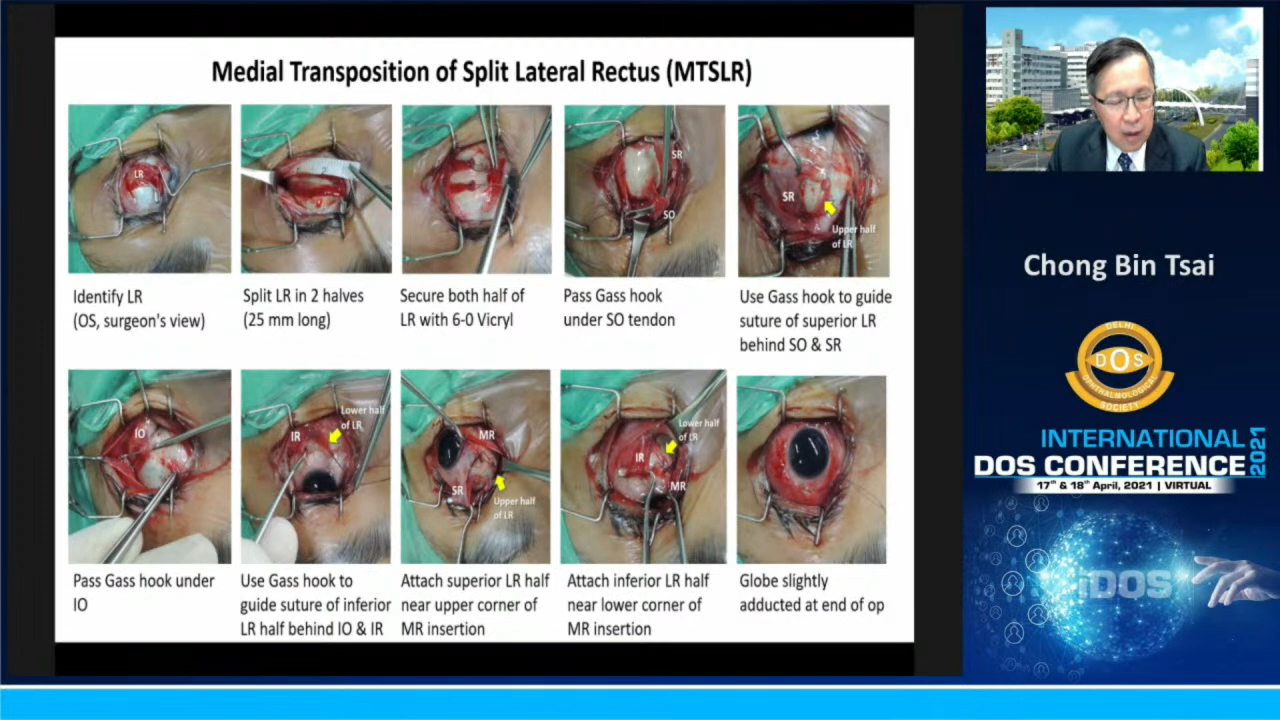 Medial Transposition of Split Lateral Rectus (MTSLR)
LR
2
SR
SO
SR
Upper half
of LR
Identify LR
(OS, surgeon's view)
Split LR in 2 halves
(25 mm long)
Secure both half of
LR with 6-0 Vicryl
Pass Gass hook
under SO tendon
Use Gass hook to guide
suture of superior LR
behind SO & SR
IO
IR
Lower half
of LR
MR
SR
Upper half
of LR
Lower half
of LR
IR
MR
Pass Gass hook under
IO
Use Gass hook to
guide suture of inferior
LR half behind IO & IR
Attach superior LR half
near upper corner of
MR insertion
Attach inferior LR half
near lower corner of
MR insertion
Globe slightly
adducted at end of op
Chong Bin Tsai
DELHI
DOS
OPHTHALMOLOGICAL
SOCIETY
INTERNATIONAL
DOS CONFERENCE
2021
17th & 18th April, 2021 | VIRTUAL
iDOS